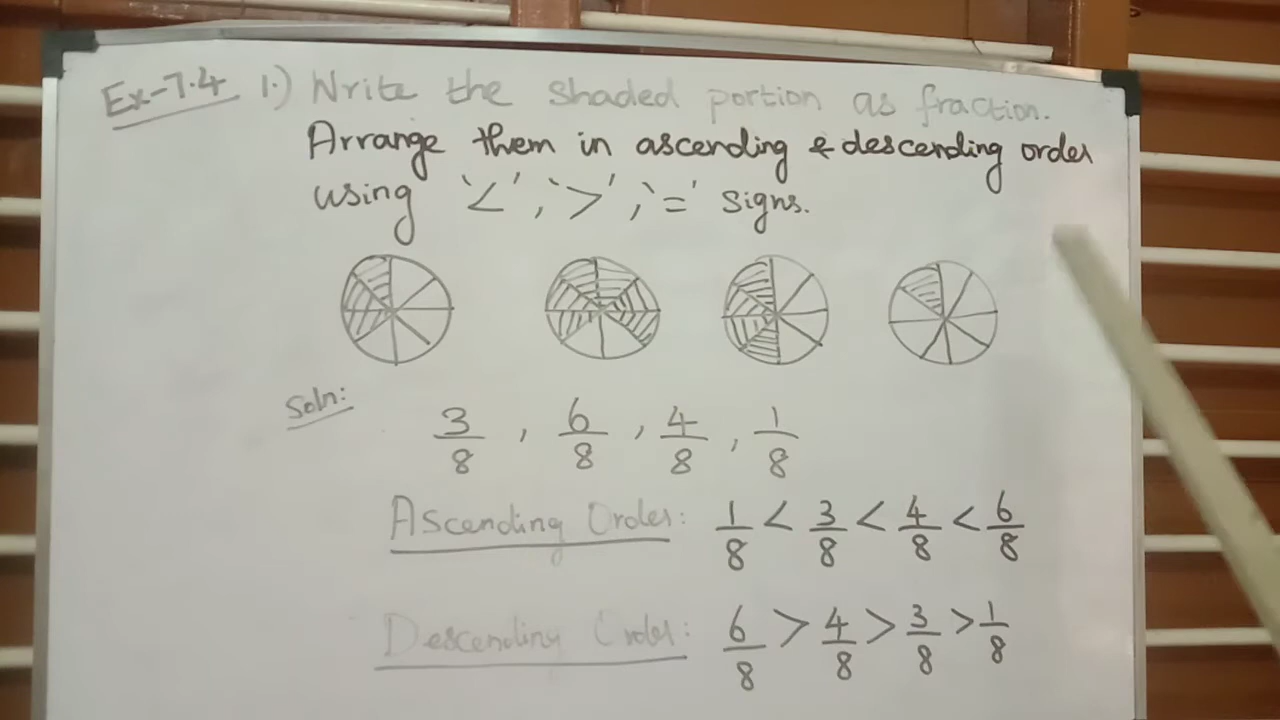 Ex-7.4 1.) Write the shaded portion as fraction.
Arrange them in ascending & descending order
using '<', '>', '=' signs.
Soln:
3/8 , 6/8 , 4/8 , 1/8
Ascending Order: 1/8 < 3/8 < 4/8 < 6/8
Descending Order: 6/8 > 4/8 > 3/8 > 1/8